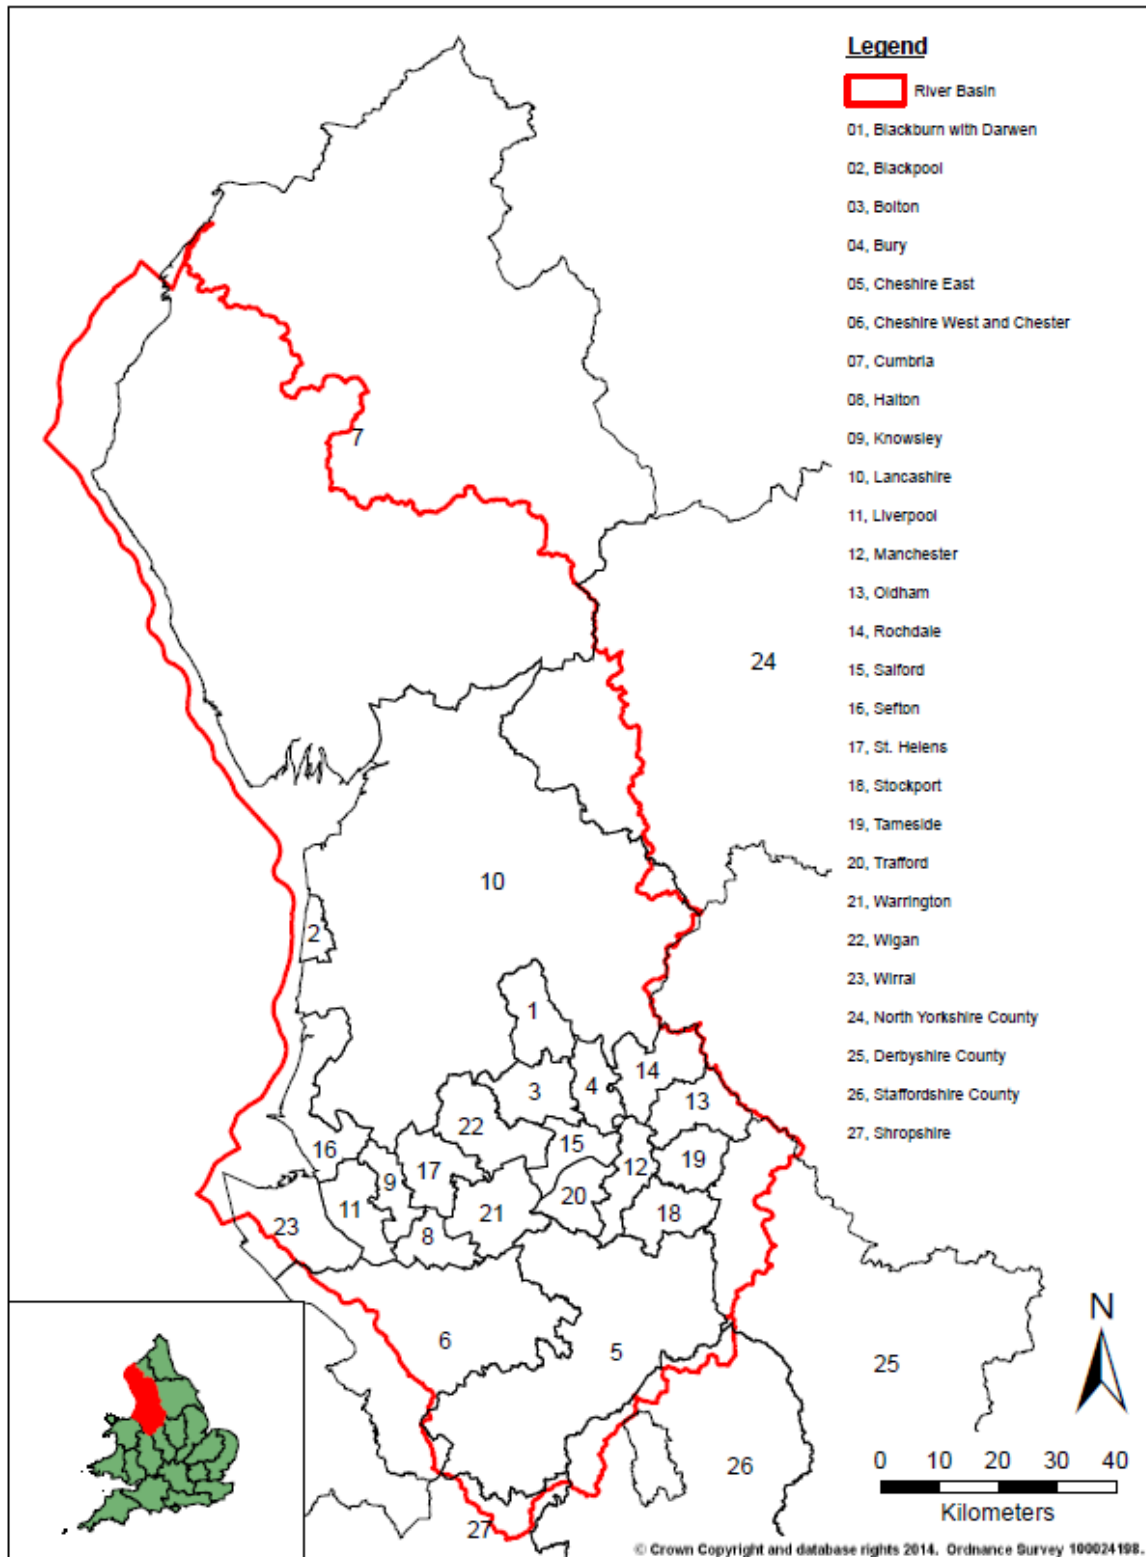 Legend
River Basin
01, Blackburn with Darwen
02, Blackpool
03, Bolton
04, Bury
05, Cheshire East
06, Cheshire West and Chester
07, Cumbria
08, Halton
09, Knowsley
10, Lancashire
11, Liverpool
12, Manchester
13, Oldham
14, Rochdale
15, Salford
16, Sefton
17, St. Helens
18, Stockport
19, Tameside
20, Trafford
21, Warrington
22, Wigan
23, Wirral
24, North Yorkshire County
25, Derbyshire County
26, Staffordshire County
27, Shropshire
7
24
10
2
1
14
3
4
13
22
15
16
12
19
17
9
20
11
21
18
23
8
6
5
25
26
27
N
0 10 20 30 40
Kilometers
© Crown Copyright and database rights 2014. Ordnance Survey 100024198.